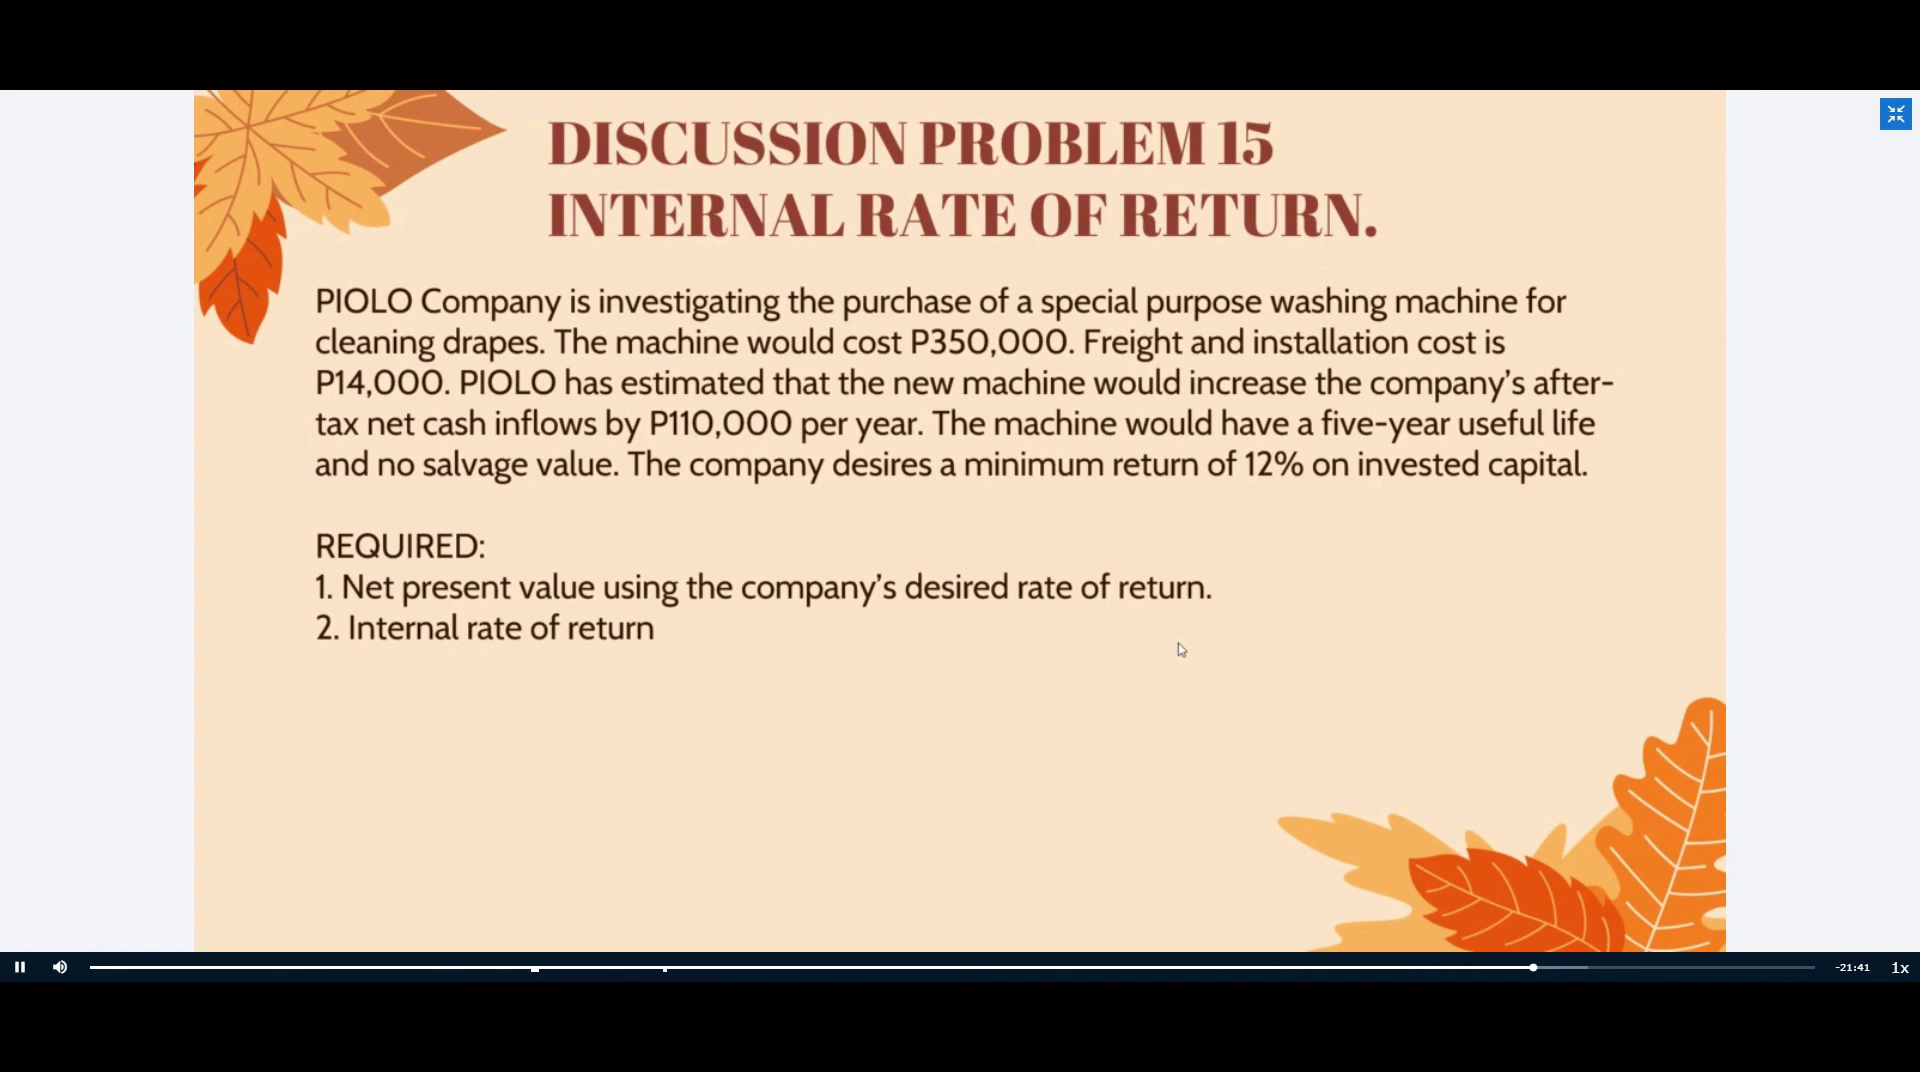 DISCUSSION PROBLEM 15
INTERNAL RATE OF RETURN.
PIOLO Company is investigating the purchase of a special purpose washing machine for
cleaning drapes. The machine would cost P350,000. Freight and installation cost is
P14,000. PIOLO has estimated that the new machine would increase the company’s after-
tax net cash inflows by P110,000 per year. The machine would have a five-year useful life
and no salvage value. The company desires a minimum return of 12% on invested capital.
REQUIRED:
1. Net present value using the company’s desired rate of return.
2. Internal rate of return
-21:41
1x